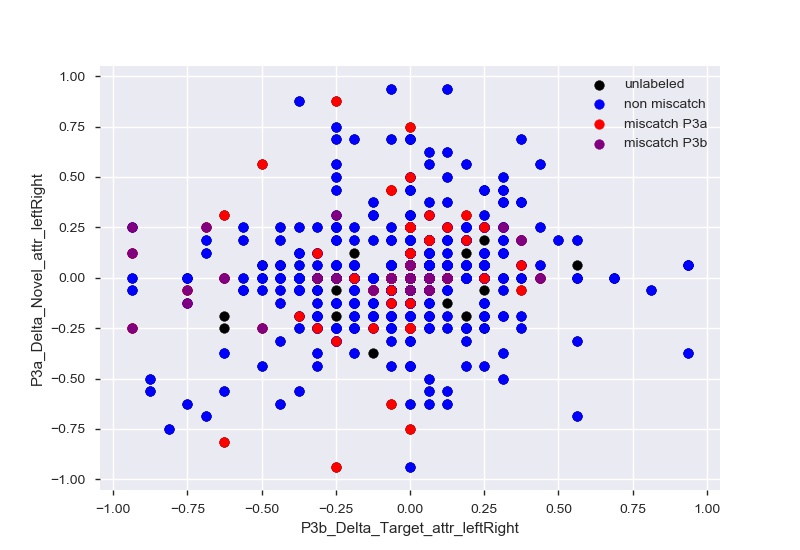 1.00
0.75
0.50
0.25
0.00
−0.25
−0.50
−0.75
−1.00
P3a_Delta_Novel_attr_leftRight
unlabeled
non miscatch
miscatch P3a
miscatch P3b
−1.00 −0.75 −0.50 −0.25 0.00 0.25 0.50 0.75 1.00
P3b_Delta_Target_attr_leftRight